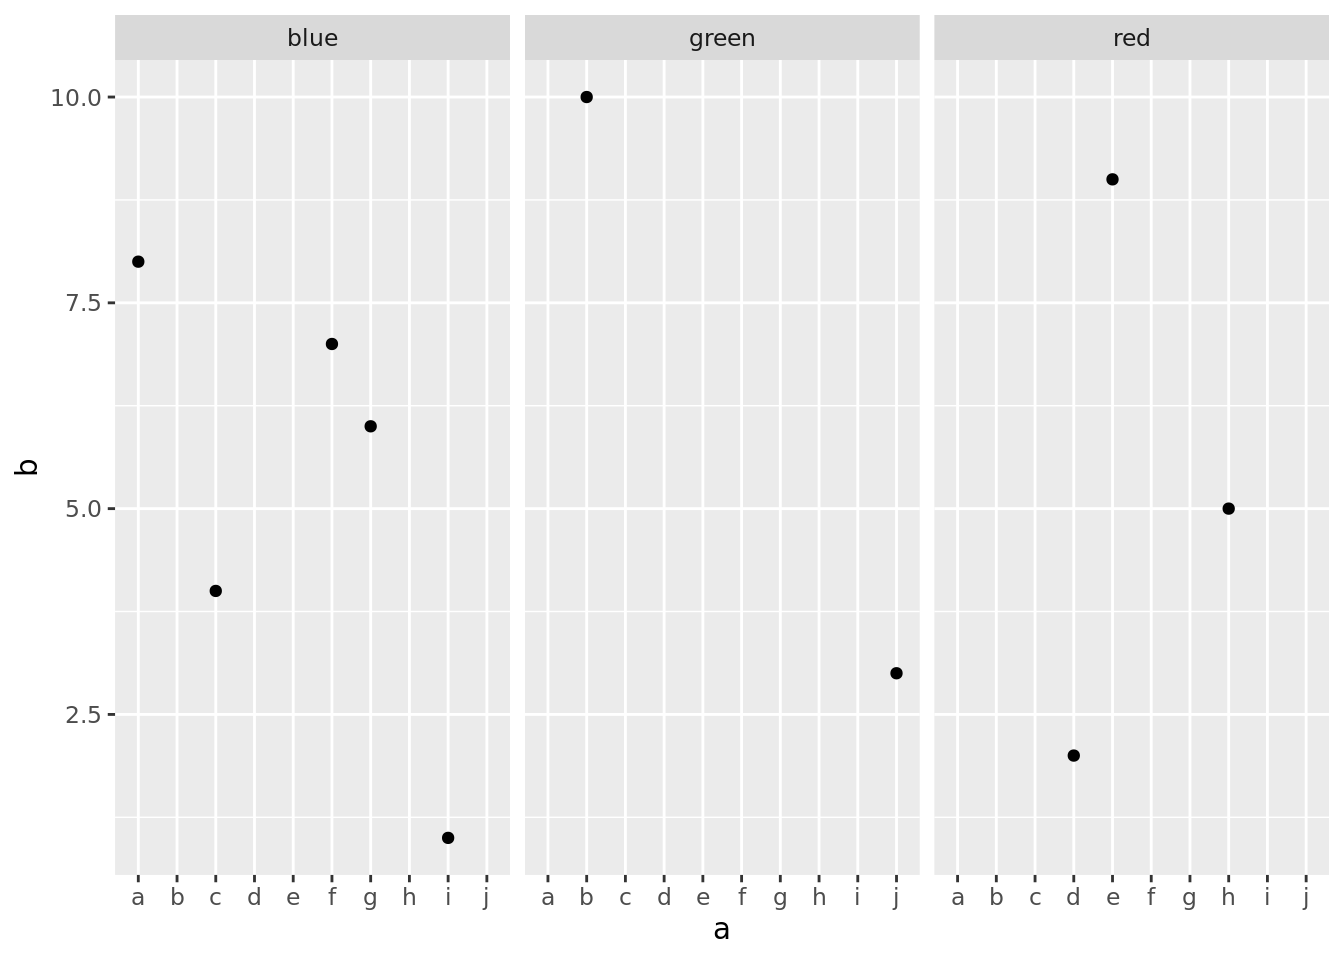 blue green red
10.0
7.5
5.0
2.5
b
a b c d e f g h i j a b c d e f g h i j a b c d e f g h i j
a